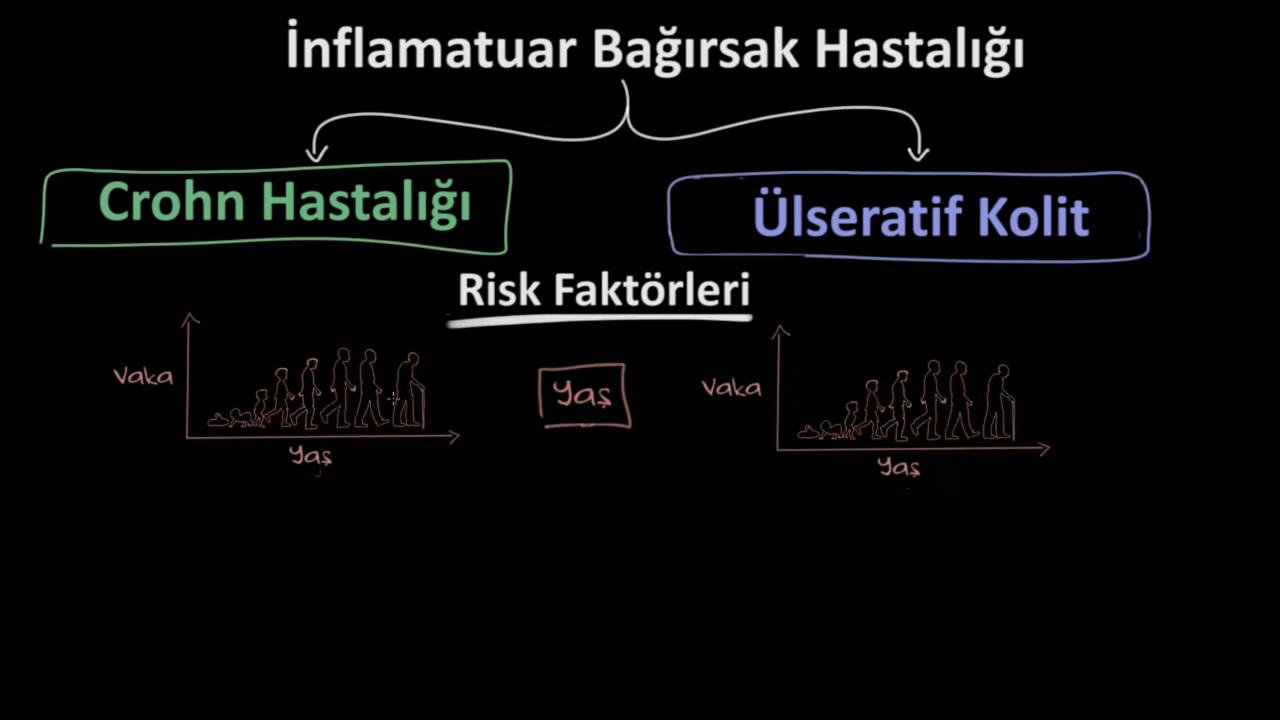 İnflamatuar Bağırsak Hastalığı
Crohn Hastalığı
Ülseratif Kolit
Risk Faktörleri
Vaka
Yaş
Yaş
Vaka
Yaş